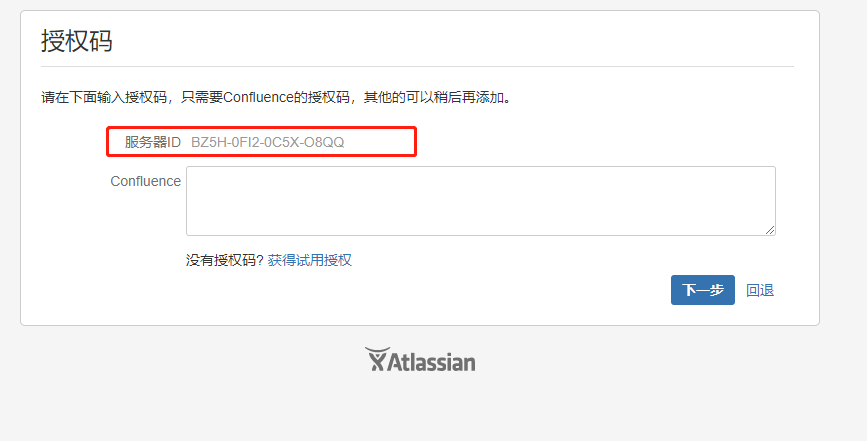 授权码
请在下面输入授权码，只需要Confluence的授权码，其他的可以稍后再添加。
服务器ID BZ5H-0FI2-0C5X-O8QQ
Confluence
没有授权码? 获得试用授权
下一步 回退
Atlassian